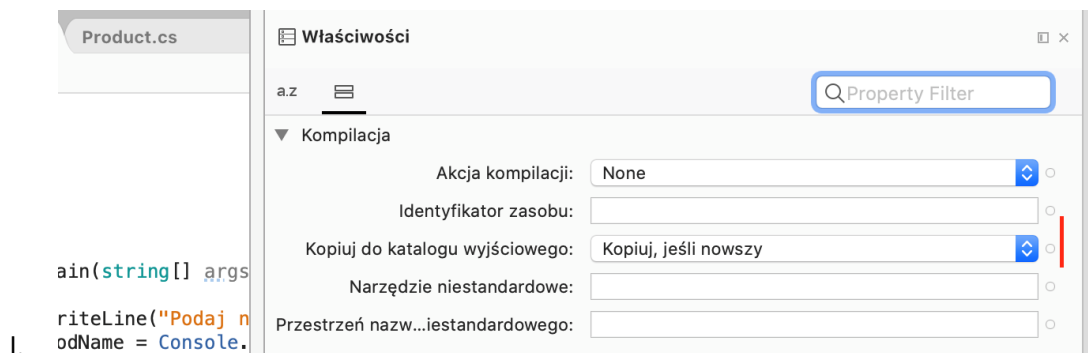 Product.cs
Właściwości
a.z
Property Filter
Kompilacja
Akcja kompilacji: None
Identyfikator zasobu:
Kopiuj do katalogu wyjściowego: Kopiuj, jeśli nowszy
Narzędzie niestandardowe:
Przestrzeń nazw...iestandardowego:
ain(string[] args
riteLine("Podaj n
odName = Console.